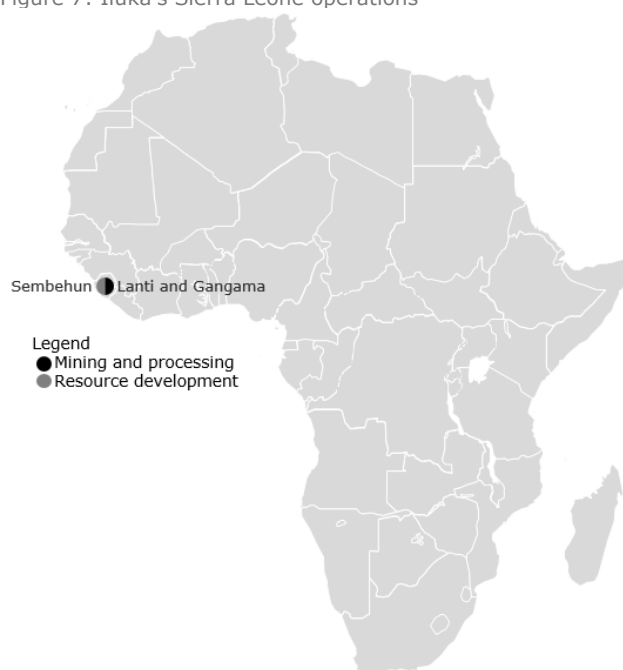 Figure 7: Iluka's Sierra Leone operations
Sembehun Lanti and Gangama
Legend
Mining and processing
Resource development